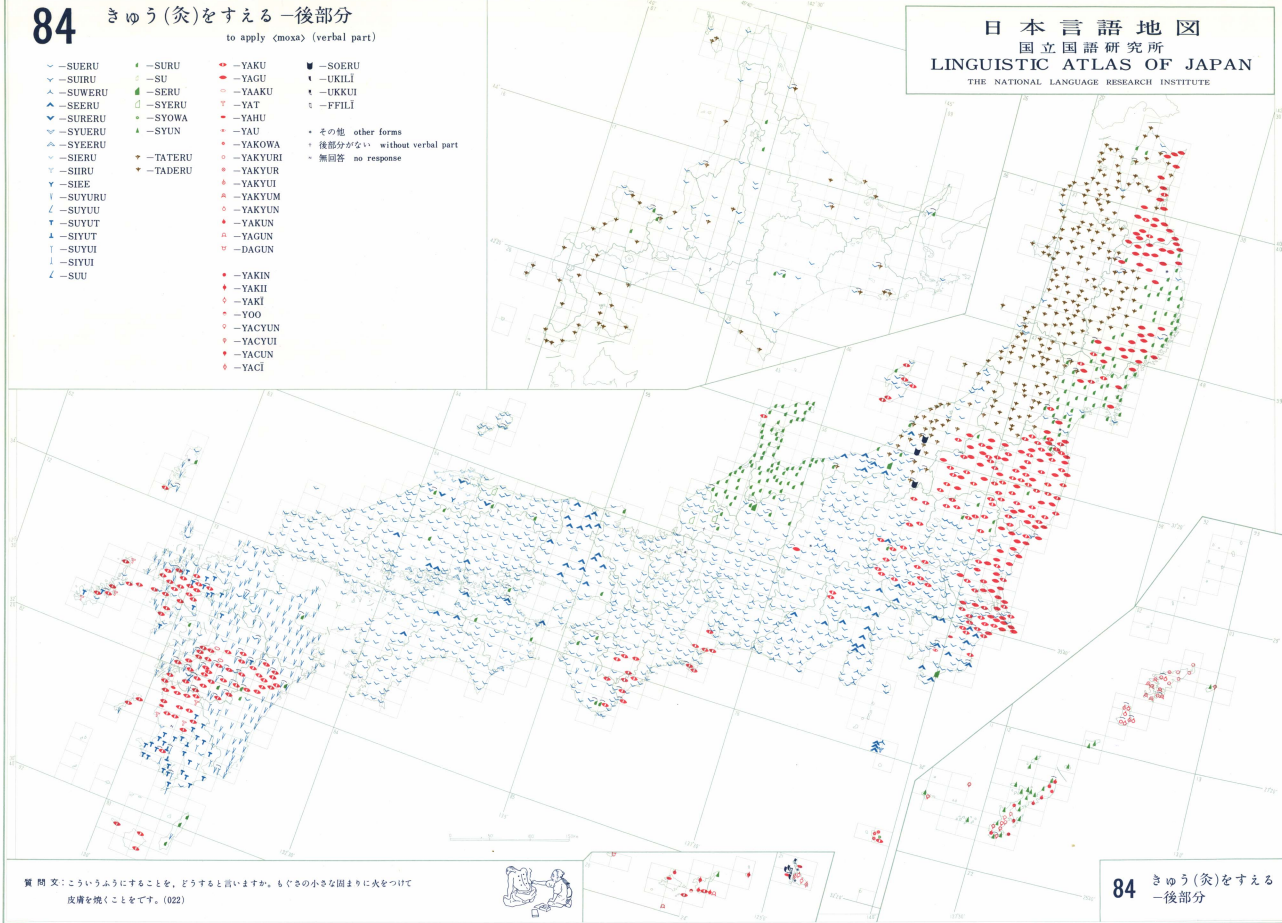 84 きゅう(灸)をすえる ―後部分
to apply 〈moxa〉 (verbal part)
―SUERU
―SUIRU
―SUWERU
―SEERU
―SURERU
―SYUERU
―SYEERU
―SIERU
―SIIRU
―SIEE
―SUYURU
―SUYUU
―SUYUT
―SIYUT
―SUYUI
―SIYUI
―SUU
―SURU
―SU
―SERU
―SYERU
―SYOWA
―SYUN
―TATERU
―TADERU
―YAKU
―YAGU
―YAAKU
―YAT
―YAHU
―YAU
―YAKOWA
―YAKYURI
―YAKYUR
―YAKYUI
―YAKYUM
―YAKYUN
―YAKUN
―YAGUN
―DAGUN
―YAKIN
―YAKII
―YAKÏ
―YOO
―YACYUN
―YACYUI
―YACUN
―YACÏ
―SOERU
―UKILÏ
―UKKUI
―FFILÏ
その他 other forms
後部分がない without verbal part
無回答 no response
日本言語地図
国立国語研究所
LINGUISTIC ATLAS OF JAPAN
THE NATIONAL LANGUAGE RESEARCH INSTITUTE
質問文:こういうふうにすることを,どうすると言いますか。もぐさの小さな固まりに火をつけて
皮膚を焼くことをです。(022)
84 きゅう(灸)をすえる
―後部分